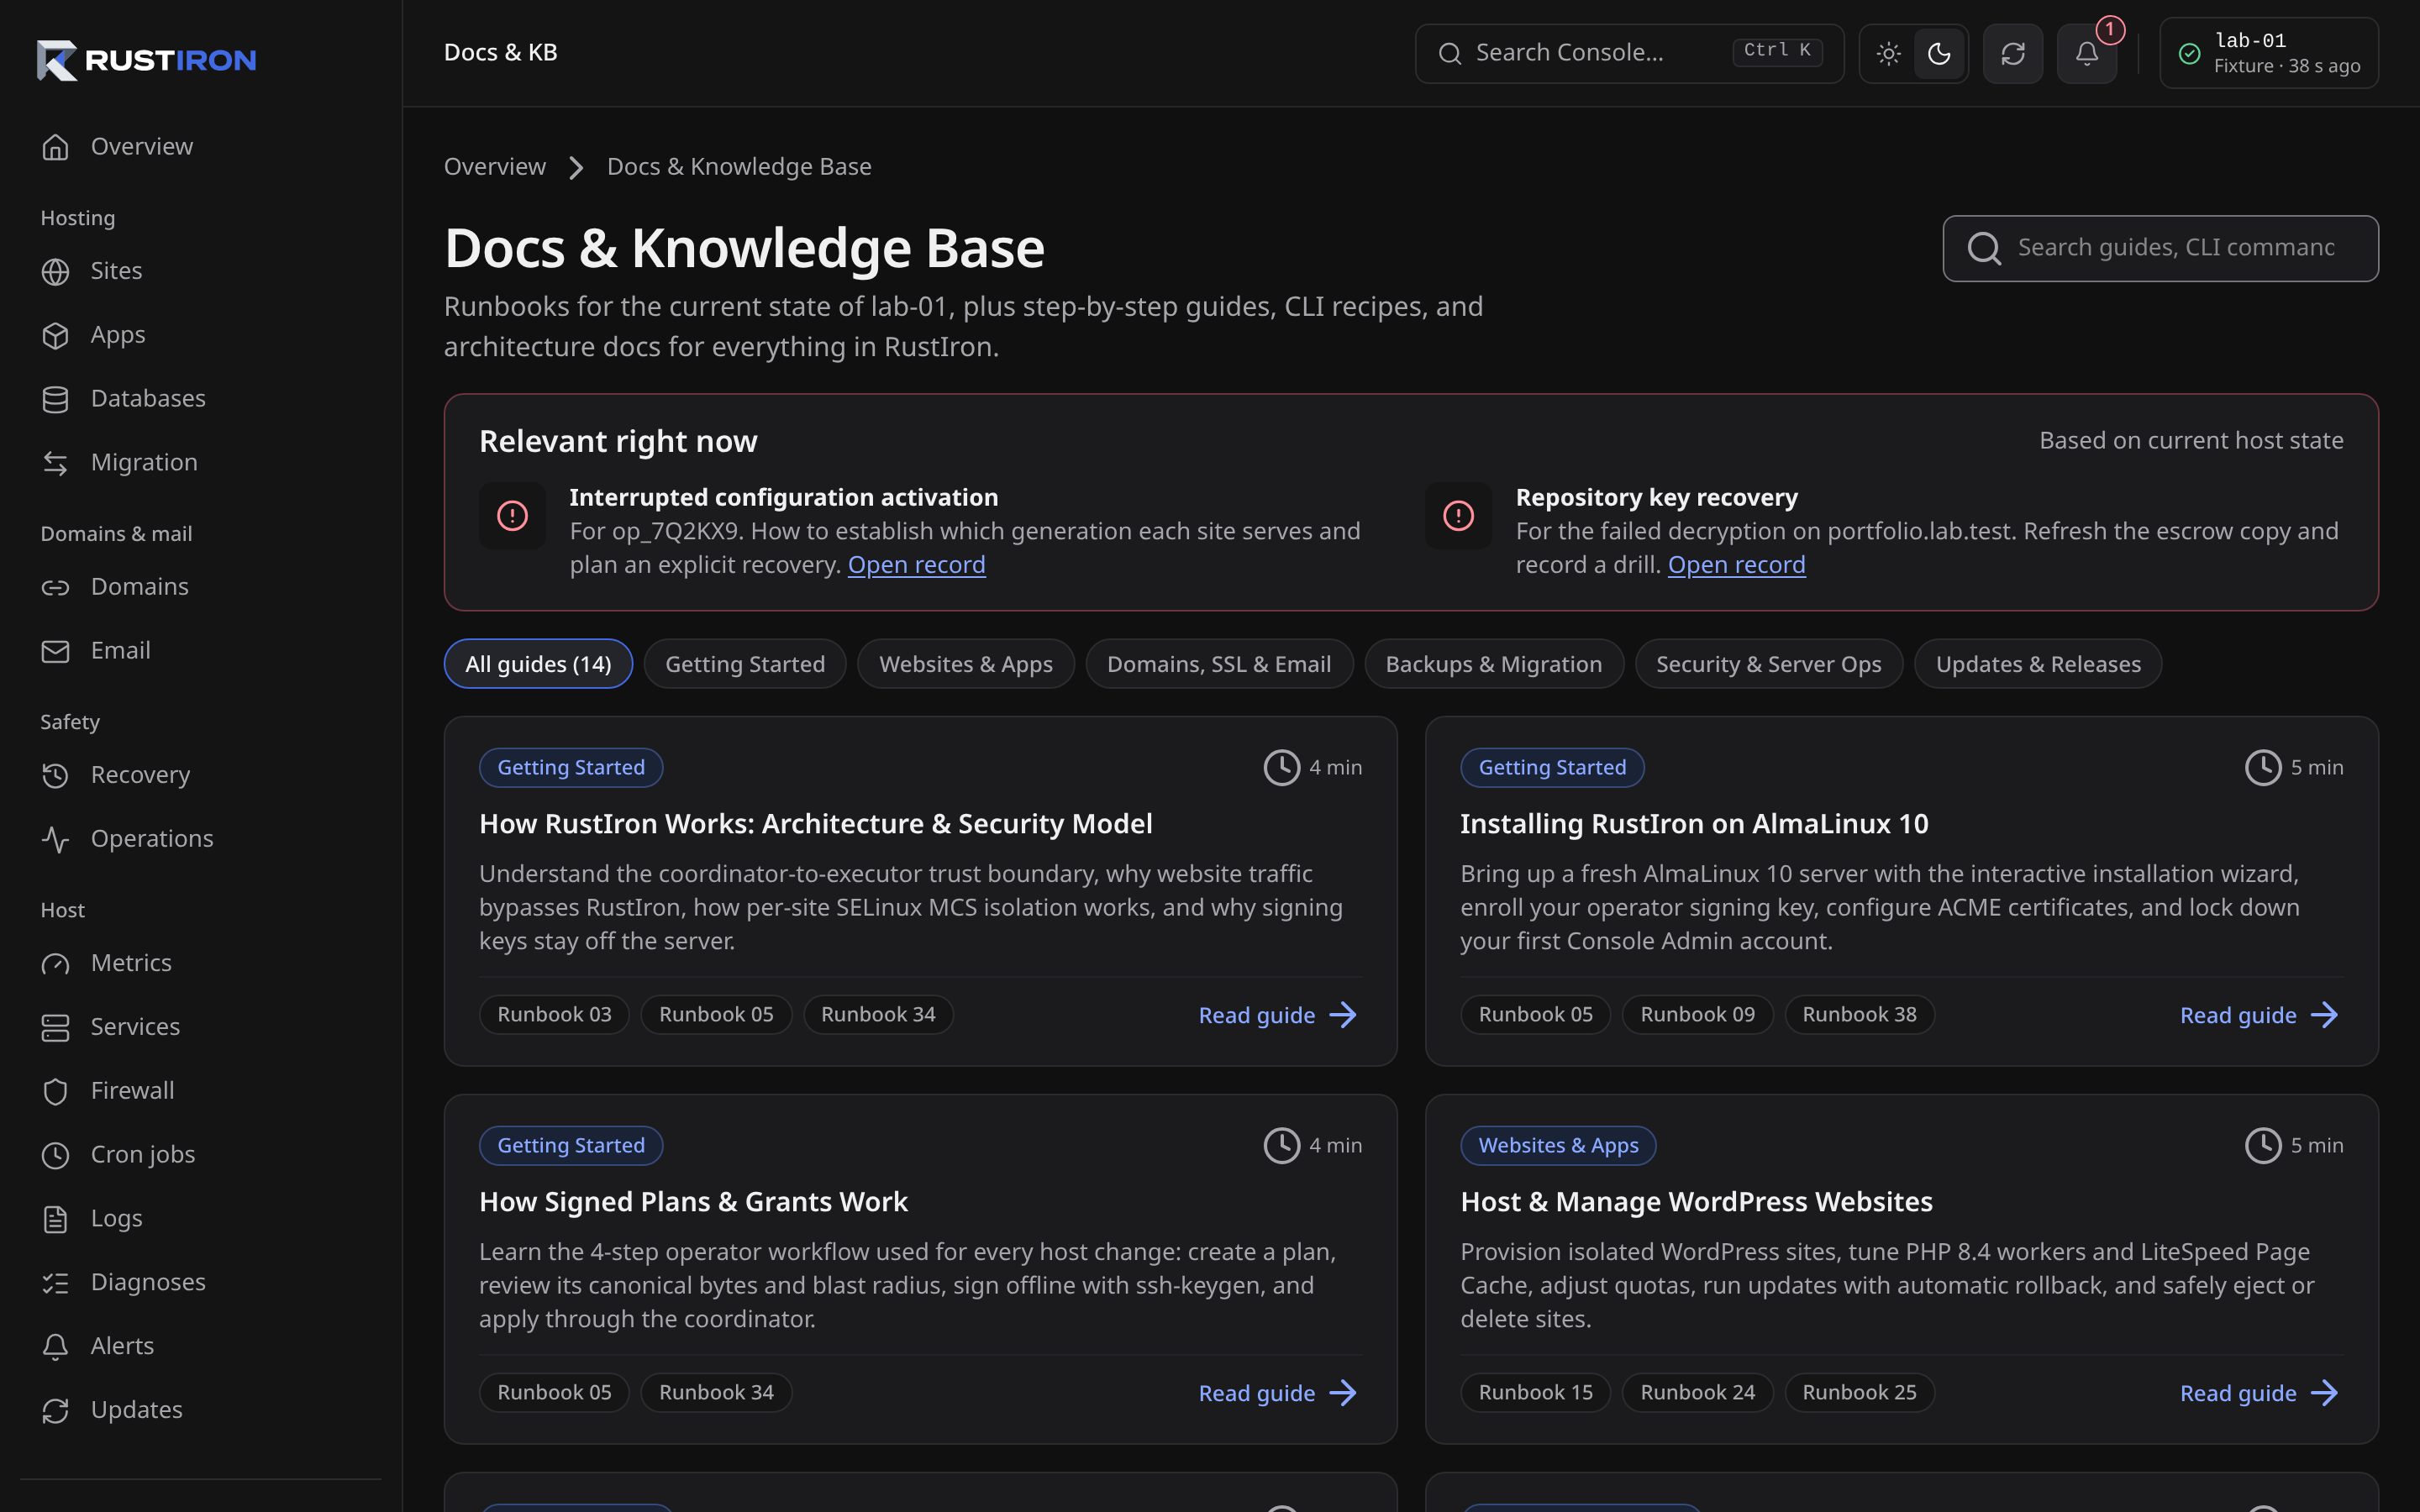 RUSTIRON
Overview
Hosting
Sites
Apps
Databases
Migration
Domains & mail
Domains
Email
Safety
Recovery
Operations
Host
Metrics
Services
Firewall
Cron jobs
Logs
Diagnoses
Alerts
Updates
Docs & KB
Search Console...
Ctrl K
1
lab-01
Fixture · 38 s ago
Overview
Docs & Knowledge Base
Docs & Knowledge Base
Search guides, CLI command
Runbooks for the current state of lab-01, plus step-by-step guides, CLI recipes, and
architecture docs for everything in RustIron.
Relevant right now
Based on current host state
Interrupted configuration activation
For op_7Q2KX9. How to establish which generation each site serves and
plan an explicit recovery. Open record
Repository key recovery
For the failed decryption on portfolio.lab.test. Refresh the escrow copy and
record a drill. Open record
All guides (14)
Getting Started
Websites & Apps
Domains, SSL & Email
Backups & Migration
Security & Server Ops
Updates & Releases
Getting Started
4 min
How RustIron Works: Architecture & Security Model
Understand the coordinator-to-executor trust boundary, why website traffic
bypasses RustIron, how per-site SELinux MCS isolation works, and why signing
keys stay off the server.
Runbook 03
Runbook 05
Runbook 34
Read guide
Getting Started
5 min
Installing RustIron on AlmaLinux 10
Bring up a fresh AlmaLinux 10 server with the interactive installation wizard,
enroll your operator signing key, configure ACME certificates, and lock down
your first Console Admin account.
Runbook 05
Runbook 09
Runbook 38
Read guide
Getting Started
4 min
How Signed Plans & Grants Work
Learn the 4-step operator workflow used for every host change: create a plan,
review its canonical bytes and blast radius, sign offline with ssh-keygen, and
apply through the coordinator.
Runbook 05
Runbook 34
Read guide
Websites & Apps
5 min
Host & Manage WordPress Websites
Provision isolated WordPress sites, tune PHP 8.4 workers and LiteSpeed Page
Cache, adjust quotas, run updates with automatic rollback, and safely eject or
delete sites.
Runbook 15
Runbook 24
Runbook 25
Read guide